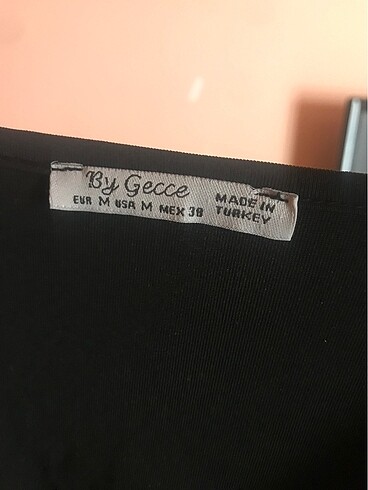 By Gecce
EUR M USA M MEX 38
MADE IN
TURKEY